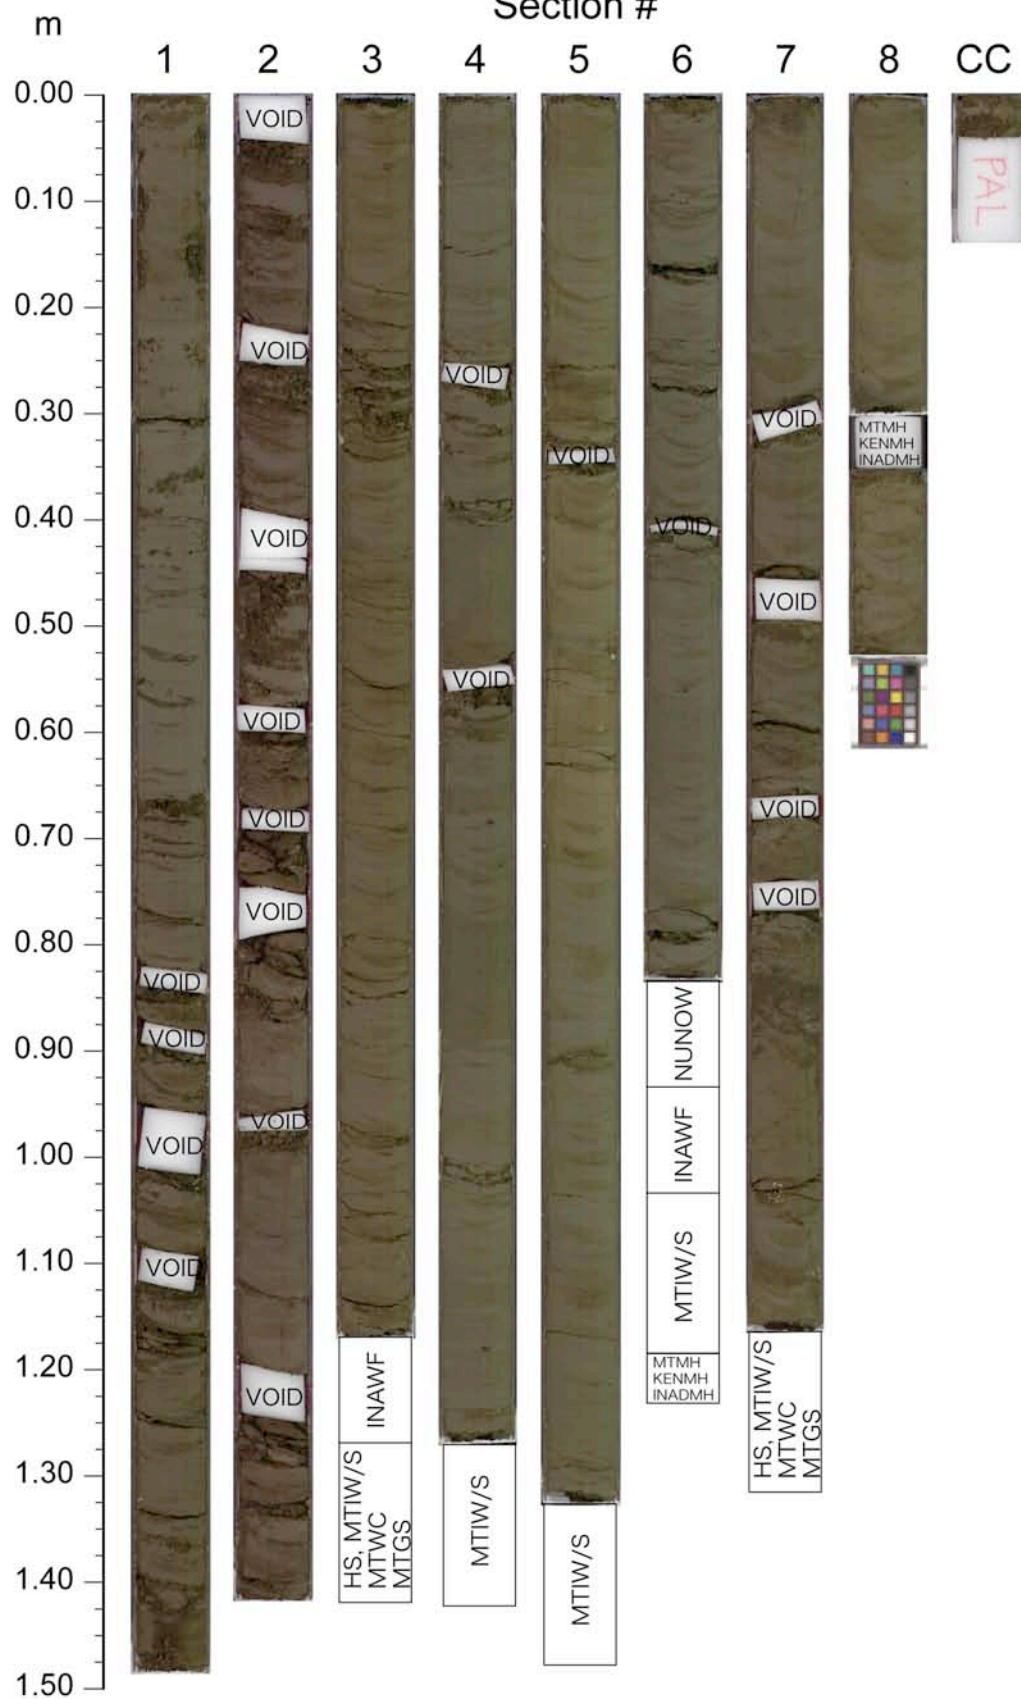 Section #
m
1 2 3 4 5 6 7 8 CC
0.00
0.10
0.20
0.30
0.40
0.50
0.60
0.70
0.80
0.90
1.00
1.10
1.20
1.30
1.40
1.50
VOID
VOID
VOID
VOID
VOID
VOID
VOID
VOID
VOID
VOID
VOID
VOID
INAWF
HS, MTIW/S
MTWC
MTGS
VOID
VOID
MTIW/S
VOID
MTIW/S
VOID
NUNOW
INAWF
MTIW/S
MTMH
KENMH
INADMH
VOID
VOID
VOID
VOID
HS, MTIW/S
MTWC
MTGS
MTMH
KENMH
INADMH
PAL